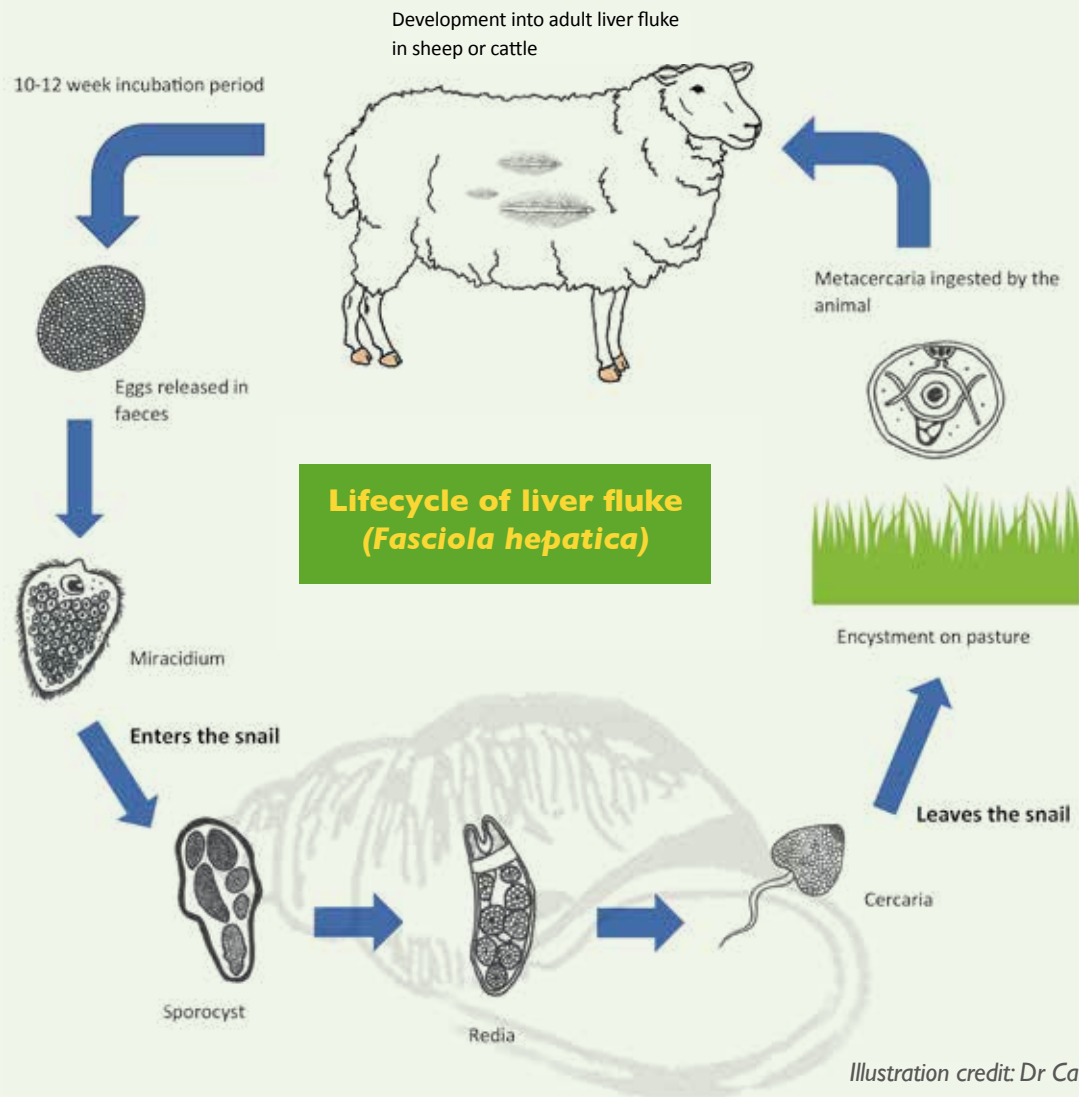 Development into adult liver fluke
in sheep or cattle
10-12 week incubation period
Metacercaria ingested by the
animal
Eggs released in
faeces
Lifecycle of liver fluke
(Fasciola hepatica)
Encystment on pasture
Miracidium
Enters the snail
Leaves the snail
Cercaria
Sporocyst
Redia
Illustration credit: Dr Ca